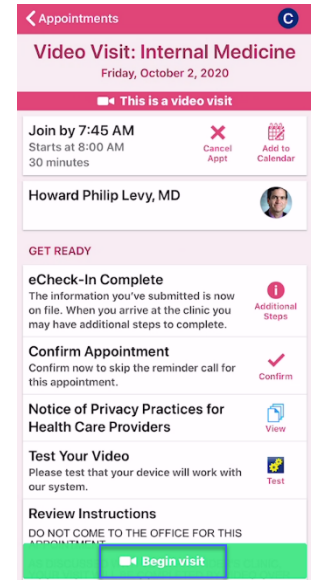 Appointments
C
Video Visit: Internal Medicine
Friday, October 2, 2020
This is a video visit
Join by 7:45 AM
Starts at 8:00 AM
30 minutes
Cancel
Appt
Add to
Calendar
Howard Philip Levy, MD
GET READY
eCheck-In Complete
The information you've submitted is now
on file. When you arrive at the clinic you
may have additional steps to complete.
Additional
Steps
Confirm Appointment
Confirm now to skip the reminder call for
this appointment.
Confirm
Notice of Privacy Practices for
Health Care Providers
View
Test Your Video
Please test that your device will work with
our system.
Test
Review Instructions
DO NOT COME TO THE OFFICE FOR THIS
APPOINTMENT
Begin visit